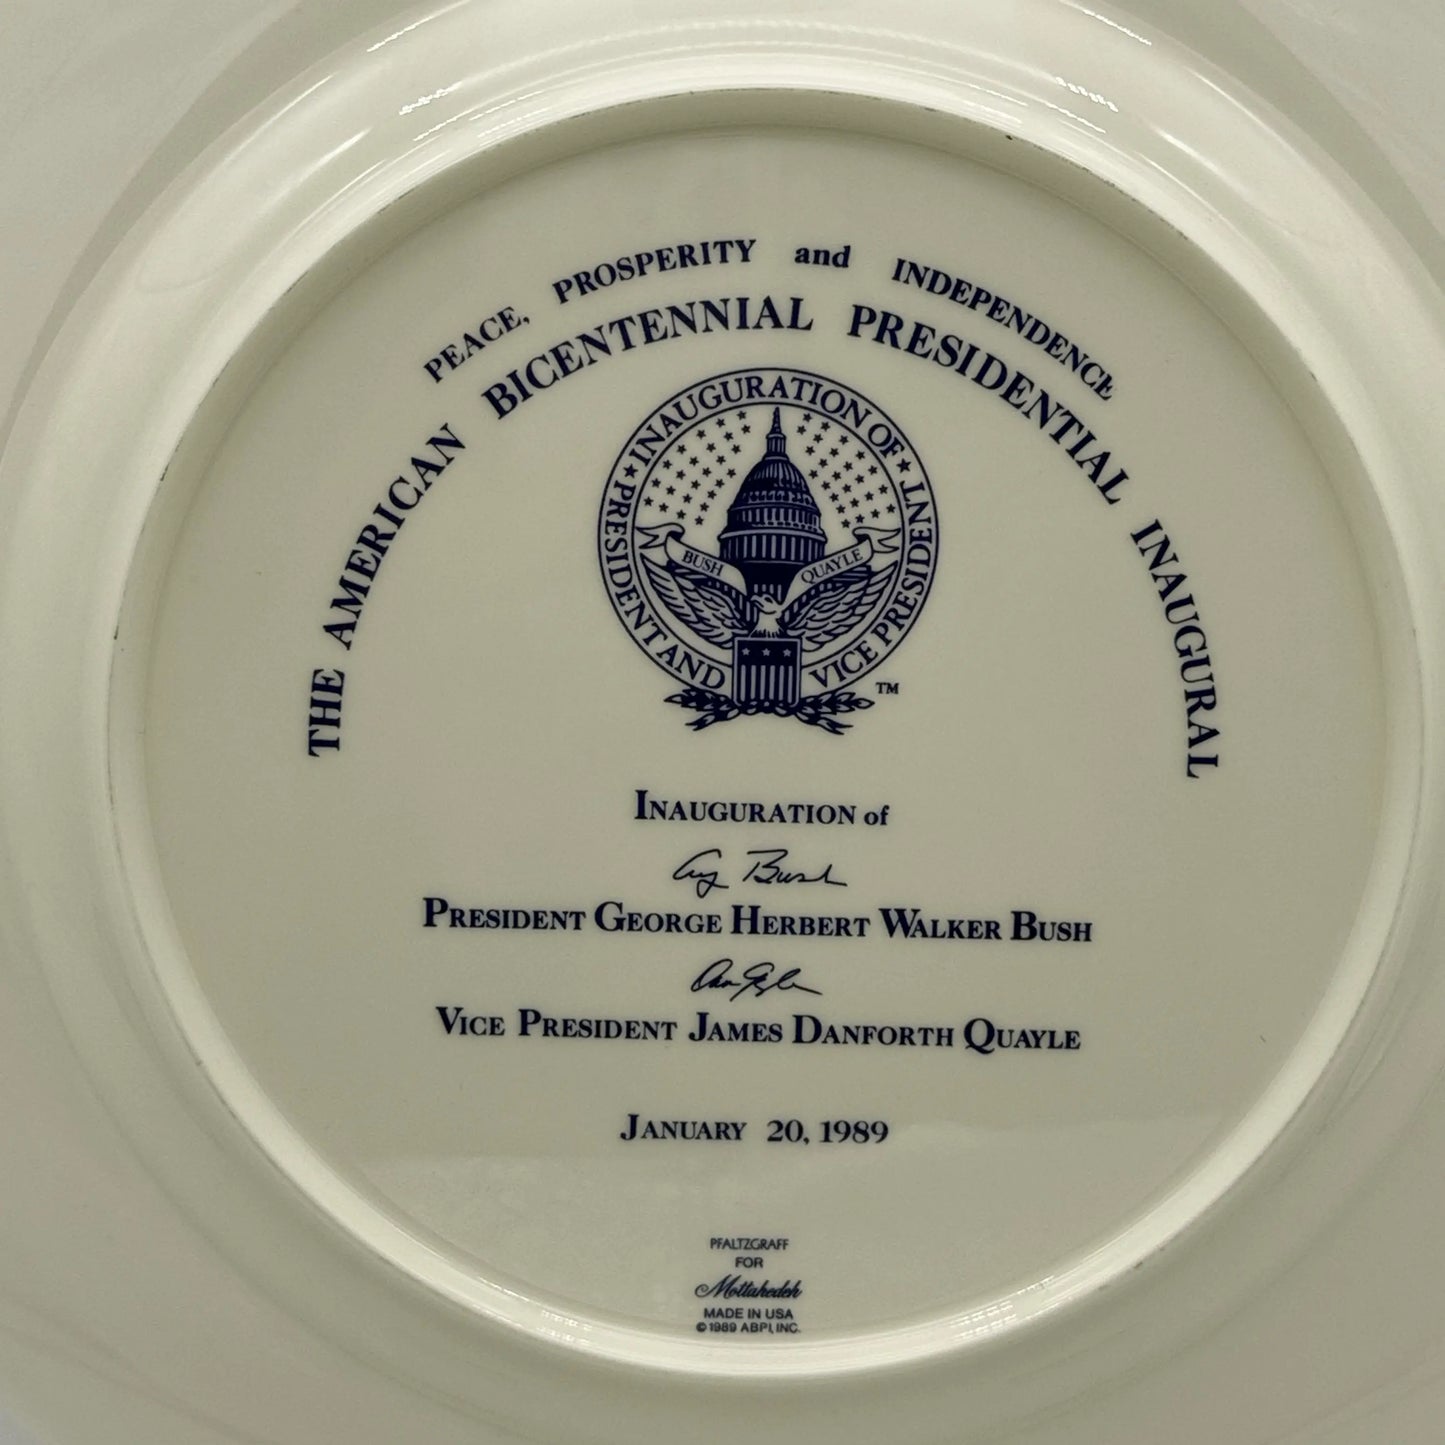 PEACE, PROSPERITY and INDEPENDENCE
THE AMERICAN BICENTENNIAL PRESIDENTIAL INAUGURAL
★ INAUGURATION OF ★
PRESIDENT AND VICE PRESIDENT
BUSH QUAYLE
TM
INAUGURATION of
Bush
PRESIDENT GEORGE HERBERT WALKER BUSH
VICE PRESIDENT JAMES DANFORTH QUAYLE
JANUARY 20, 1989
PFALTZGRAFF
FOR
Mottahedeh
MADE IN USA
© 1989 ABPI, INC.